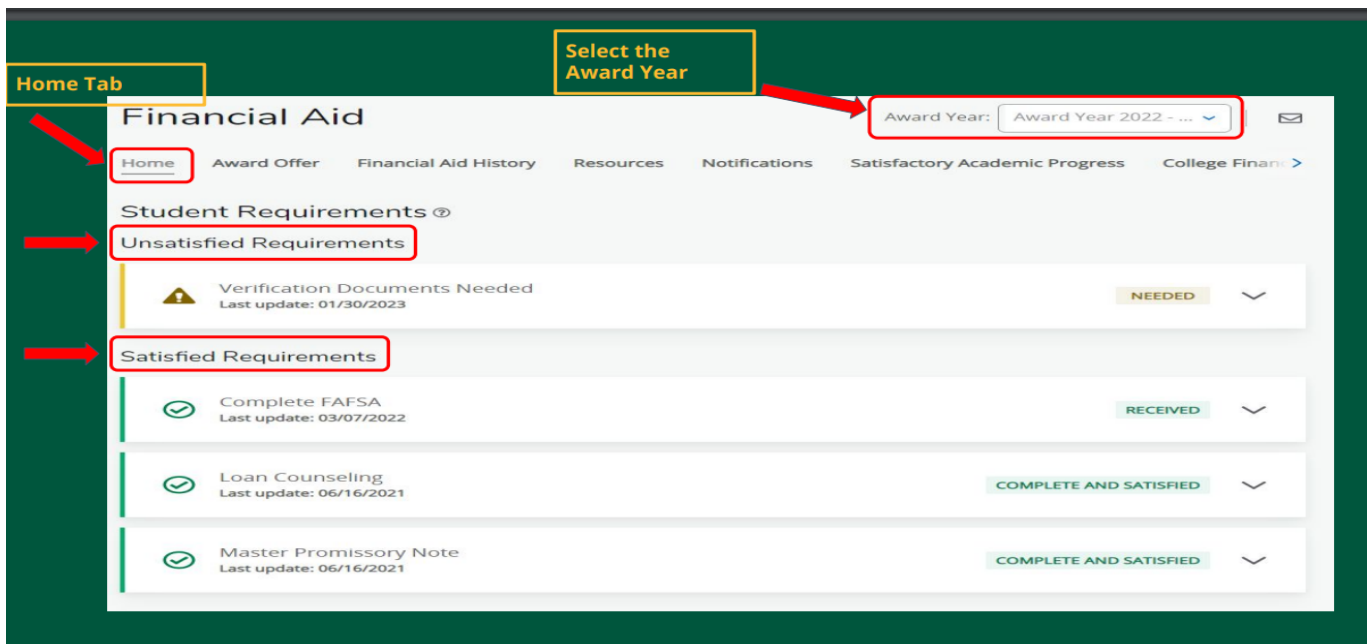 Select the
Award Year
Home Tab
Financial Aid
Award Year: Award Year 2022 - ...
Home Award Offer Financial Aid History Resources Notifications Satisfactory Academic Progress College Finan
Student Requirements
Unsatisfied Requirements
Verification Documents Needed
Last update: 01/30/2023
NEEDED
Satisfied Requirements
Complete FAFSA
Last update: 03/07/2022
RECEIVED
Loan Counseling
Last update: 06/16/2021
COMPLETE AND SATISFIED
Master Promissory Note
Last update: 06/16/2021
COMPLETE AND SATISFIED